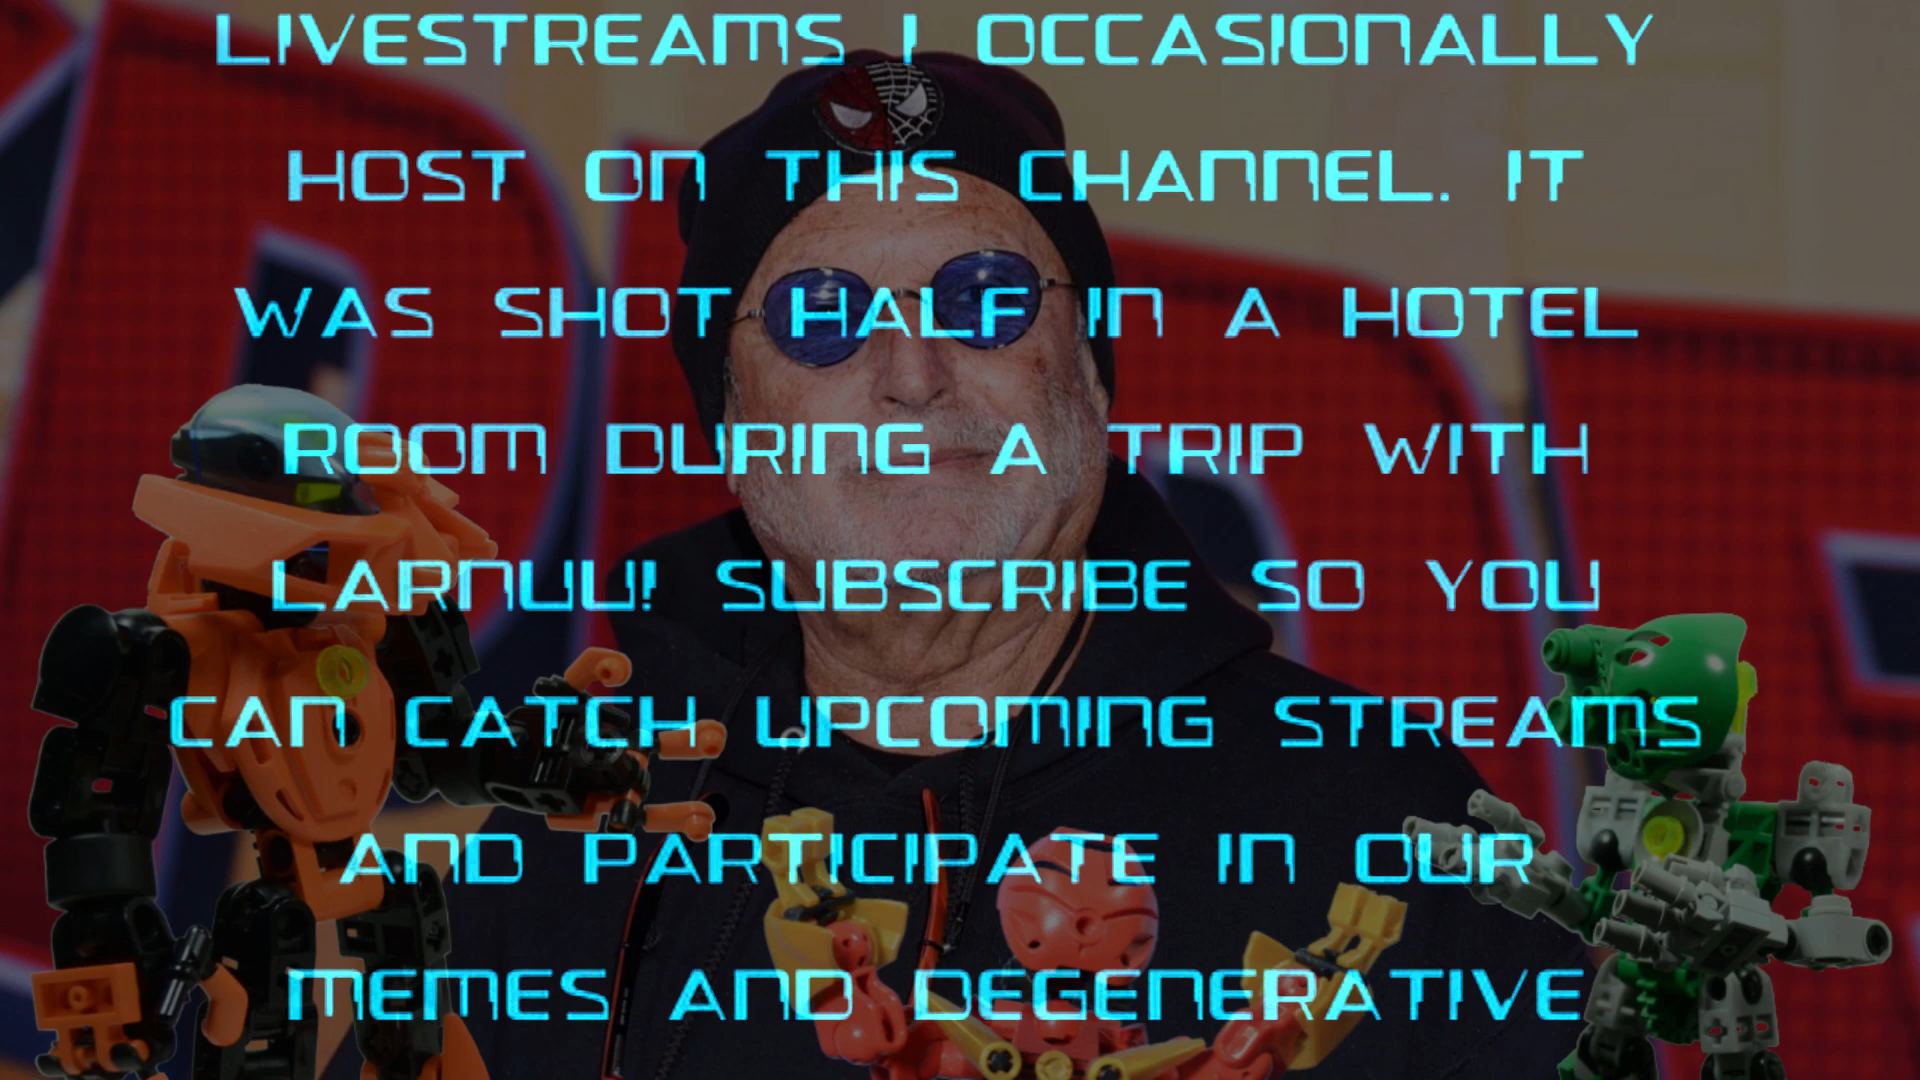 LIVESTREAMS I OCCASIONALLY
HOST ON THIS CHANNEL. IT
WAS SHOT HALF IN A HOTEL
ROOM DURING A TRIP WITH
LARNUU! SUBSCRIBE SO YOU
CAN CATCH UPCOMING STREAMS
AND PARTICIPATE IN OUR
MEMES AND DEGENERATIVE